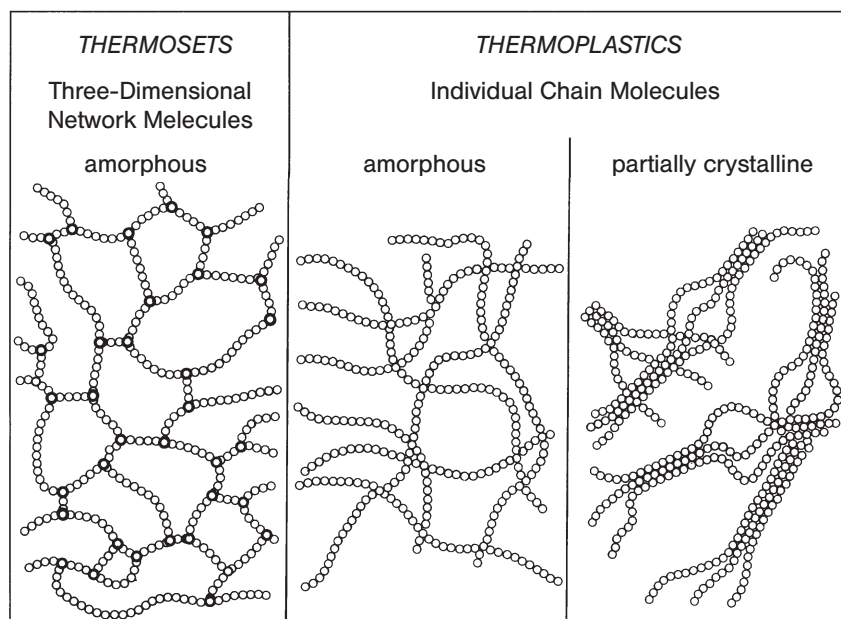 THERMOSETS
Three-Dimensional
Network Melecules
amorphous
THERMOPLASTICS
Individual Chain Molecules
amorphous
partially crystalline